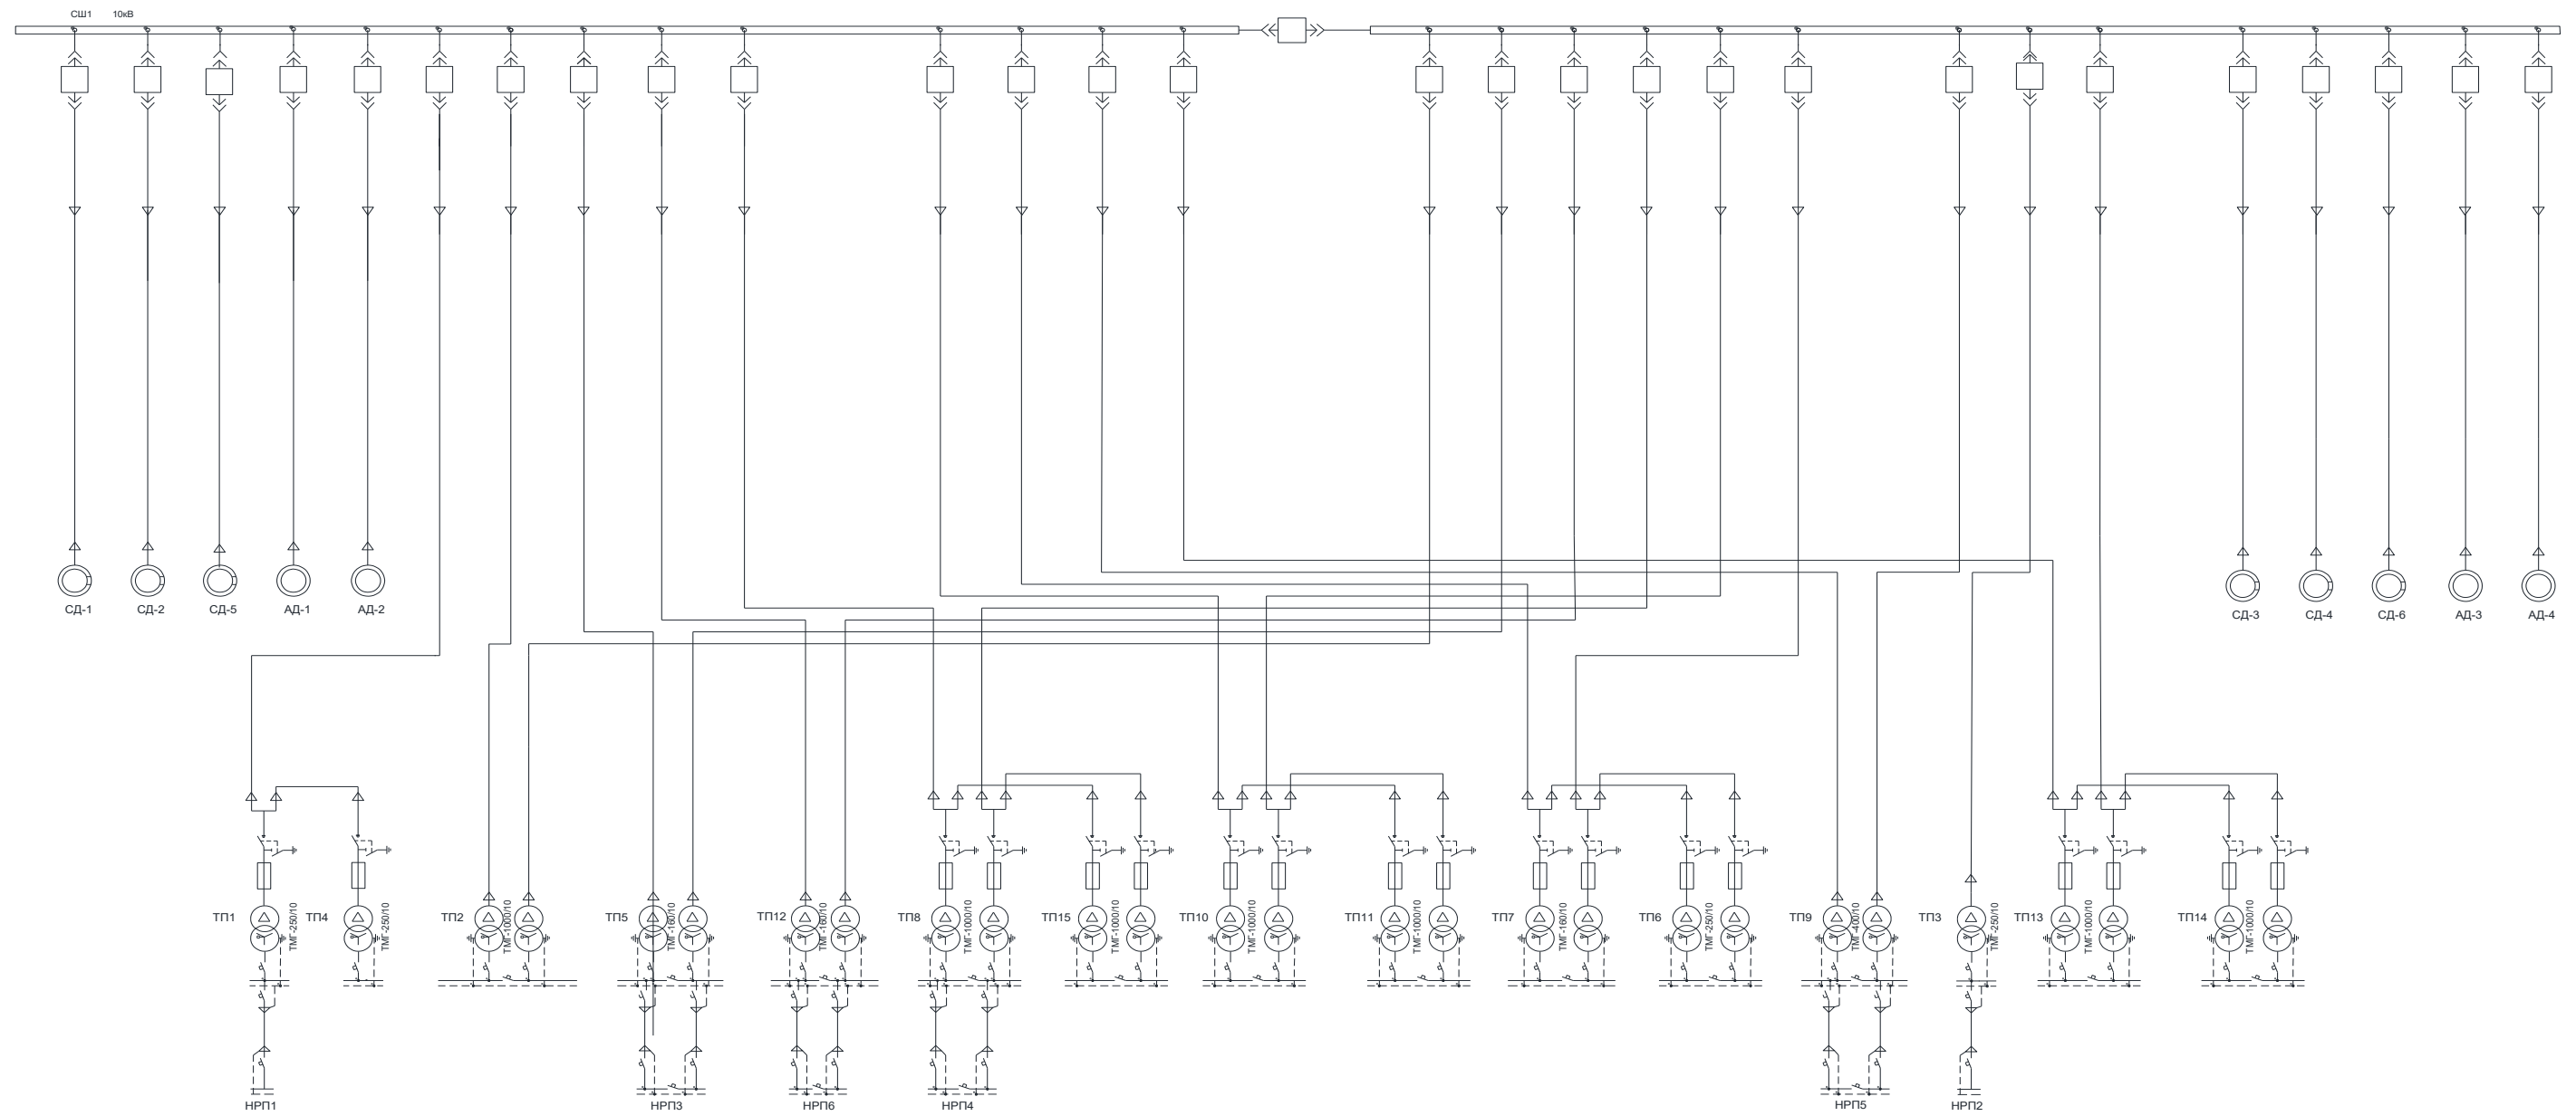 СШ1 10кВ
СД-1 СД-2 СД-5 АД-1 АД-2
СД-3 СД-4 СД-6 АД-3 АД-4
ТП1 ТМГ-250/10 ТП4 ТМГ-250/10 ТП2 ТМГ-1000/10 ТП5 ТМГ-160/10 ТП12 ТМГ-160/10 ТП8 ТМГ-1000/10 ТП15 ТМГ-1000/10 ТП10 ТМГ-1000/10 ТП11 ТМГ-1000/10 ТП7 ТМГ-160/10 ТП6 ТМГ-250/10 ТП9 ТМГ-400/10 ТП3 ТМГ-250/10 ТП13 ТМГ-1000/10 ТП14 ТМГ-1000/10
НРП1 НРП3 НРП6 НРП4 НРП5 НРП2